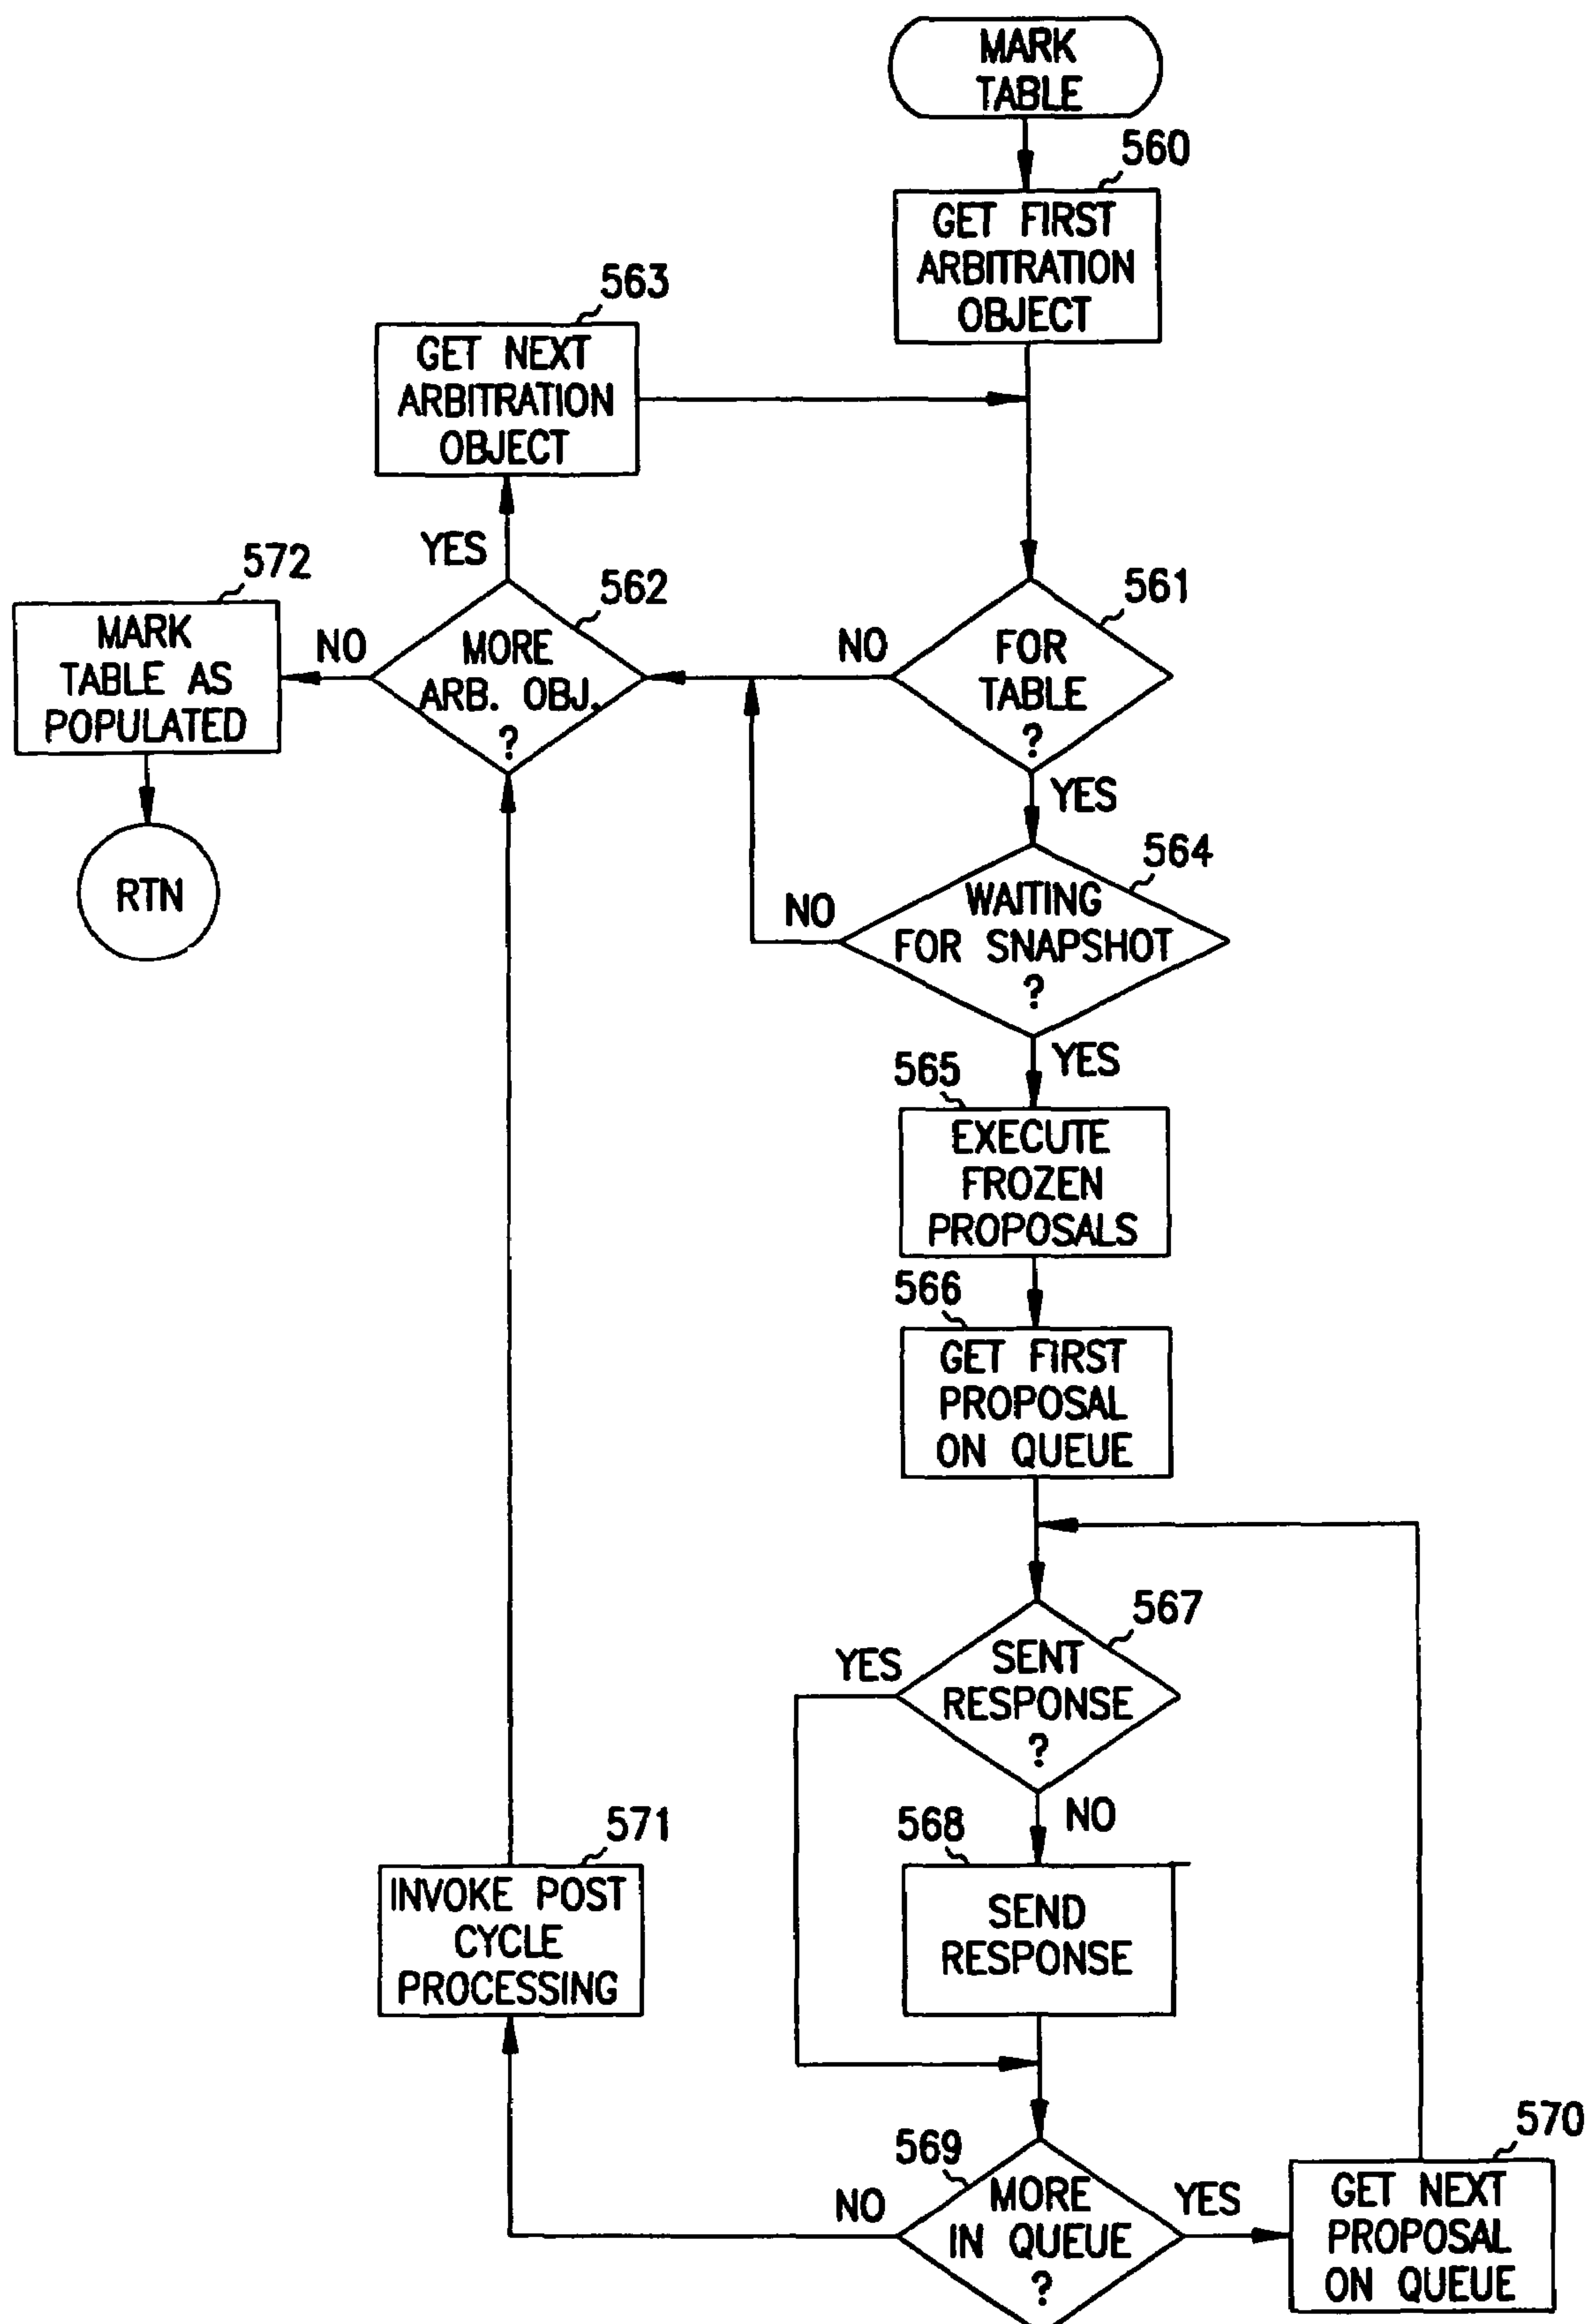 MARK
TABLE
560
GET FIRST
ARBITRATION
OBJECT
563
GET NEXT
ARBITRATION
OBJECT
YES
572
MARK
TABLE AS
POPULATED
NO
562
MORE
ARB. OBJ.
?
NO
561
FOR
TABLE
?
YES
RTN
564
WAITING
FOR SNAPSHOT
?
NO
YES
565
EXECUTE
FROZEN
PROPOSALS
566
GET FIRST
PROPOSAL
ON QUEUE
567
SENT
RESPONSE
?
YES
NO
568
SEND
RESPONSE
571
INVOKE POST
CYCLE
PROCESSING
569
MORE
IN QUEUE
?
NO
YES
570
GET NEXT
PROPOSAL
ON QUEUE